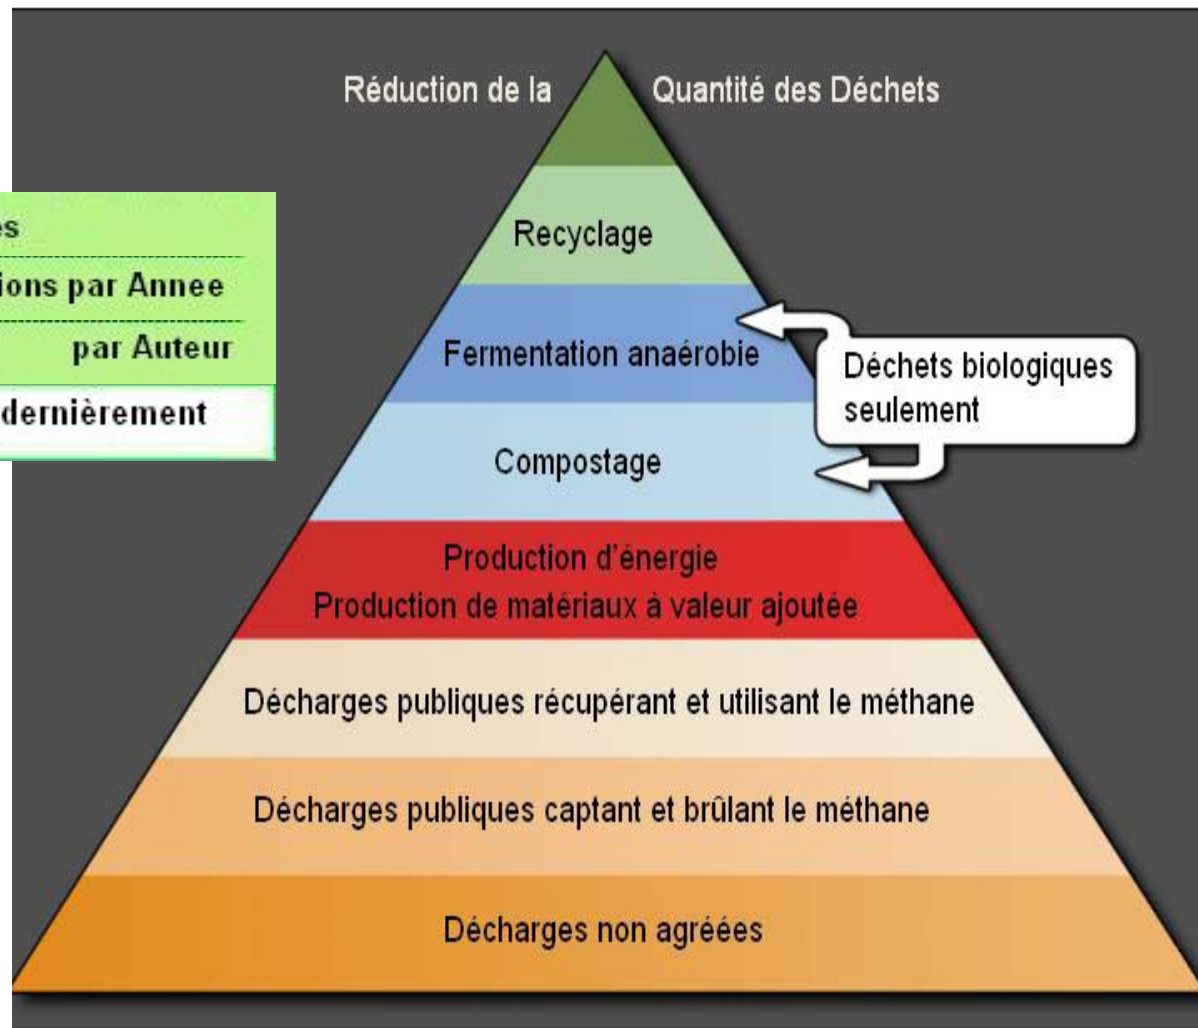 Réduction de la Quantité des Déchets
par Annee
par Auteur
dernièrement
Recyclage
Fermentation anaérobie
Compostage
Déchets biologiques
seulement
Production d'énergie
Production de matériaux à valeur ajoutée
Décharges publiques récupérant et utilisant le méthane
Décharges publiques captant et brûlant le méthane
Décharges non agréées